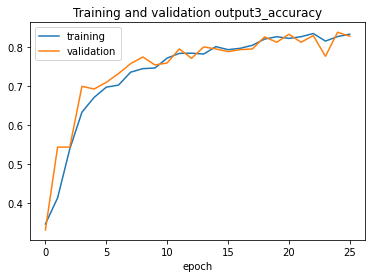 Training and validation output3_accuracy
training
validation
0.8
0.7
0.6
0.5
0.4
0 5 10 15 20 25
epoch